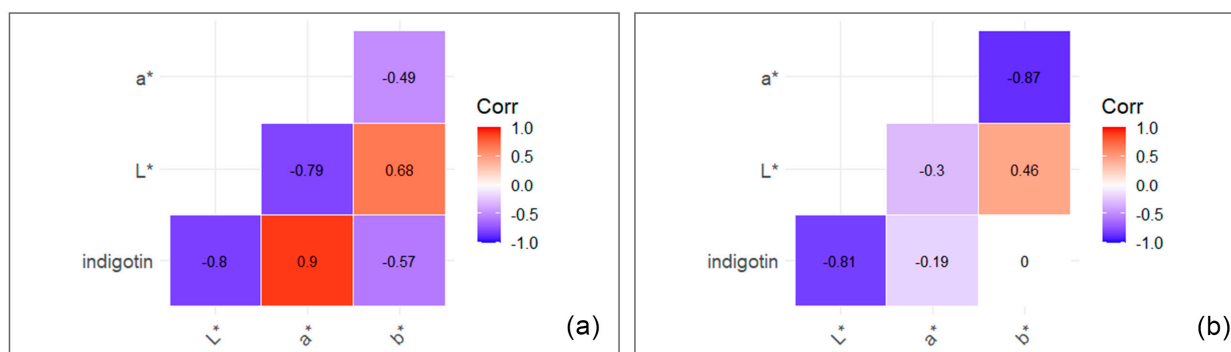 a*
-0.49
Corr
1.0
L*
-0.79
0.68
0.5
0.0
-0.5
indigotin
-0.8
0.9
-0.57
-1.0
L*
a*
b*
(a)
a*
-0.87
Corr
1.0
L*
-0.3
0.46
0.5
0.0
-0.5
indigotin
-0.81
-0.19
0
-1.0
L*
a*
b*
(b)